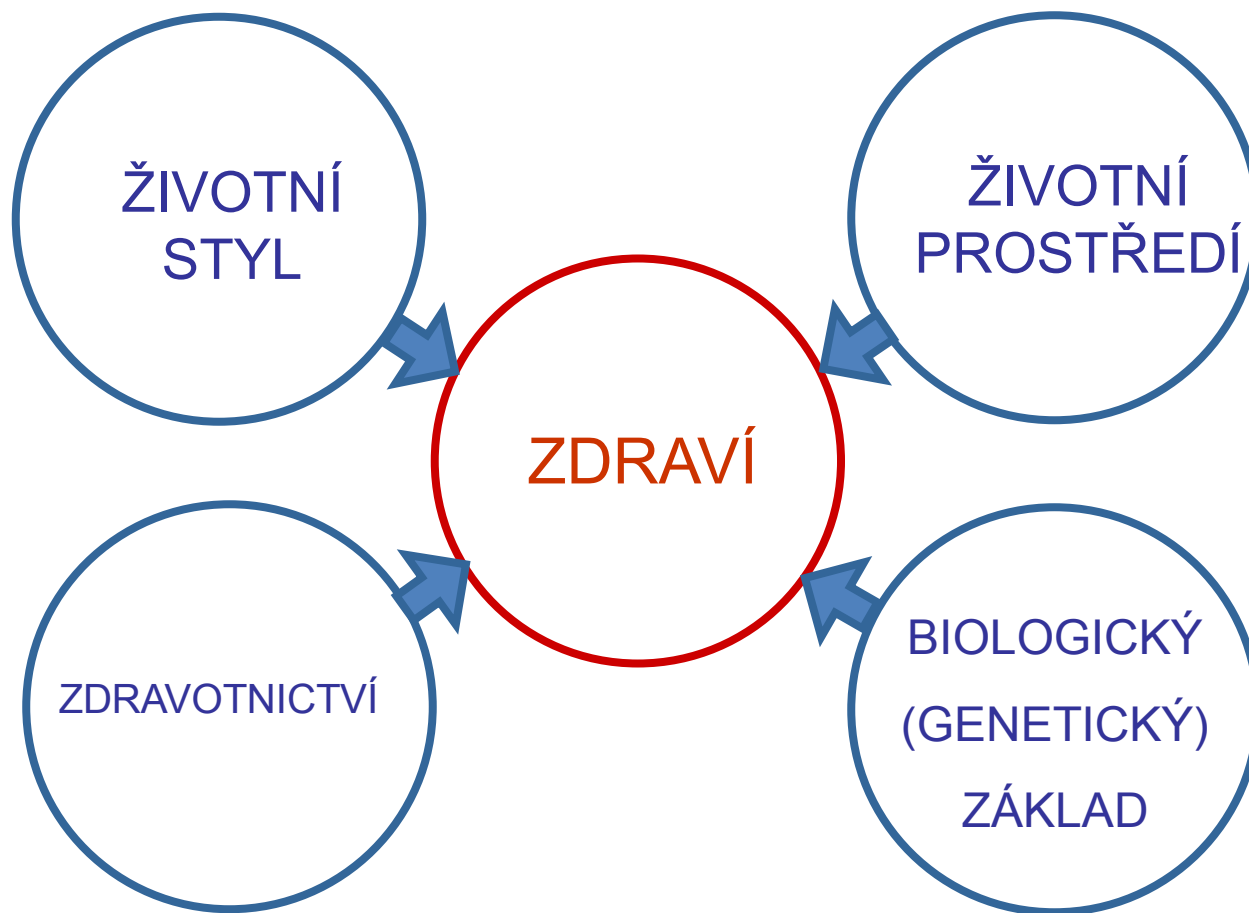 ŽIVOTNÍ
STYL
ŽIVOTNÍ
PROSTŘEDÍ
ZDRAVÍ
ZDRAVOTNICTVÍ
BIOLOGICKÝ
(GENETICKÝ)
ZÁKLAD